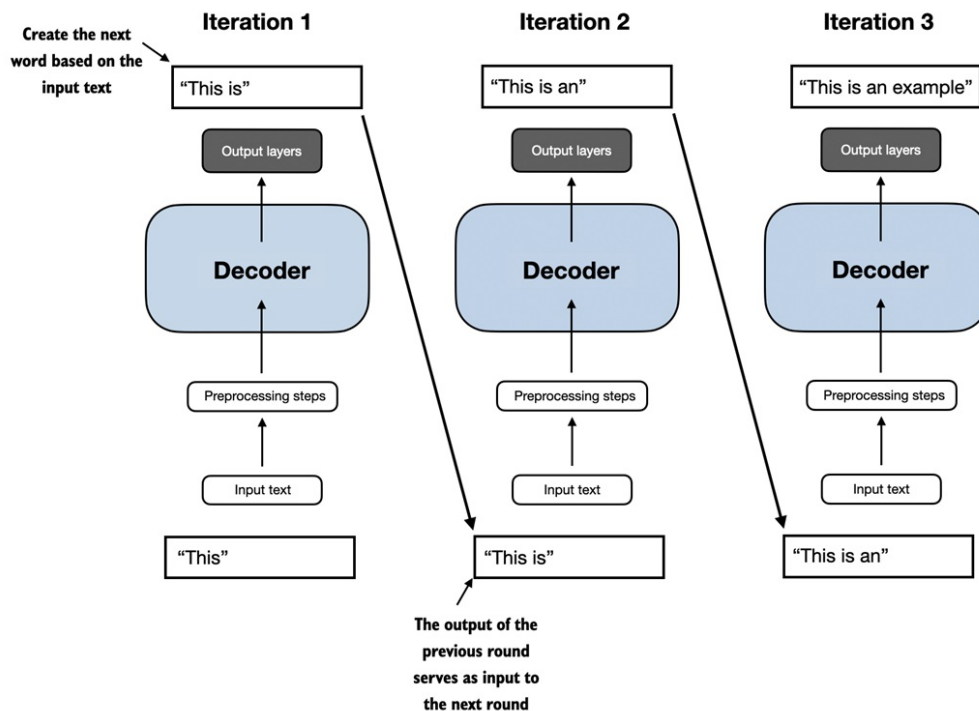 Iteration 1
Iteration 2
Iteration 3
Create the next
word based on the
input text
“This is”
“This is an”
“This is an example”
Output layers
Output layers
Output layers
Decoder
Decoder
Decoder
Preprocessing steps
Preprocessing steps
Preprocessing steps
Input text
Input text
Input text
“This”
“This is”
“This is an”
The output of the
previous round
serves as input to
the next round